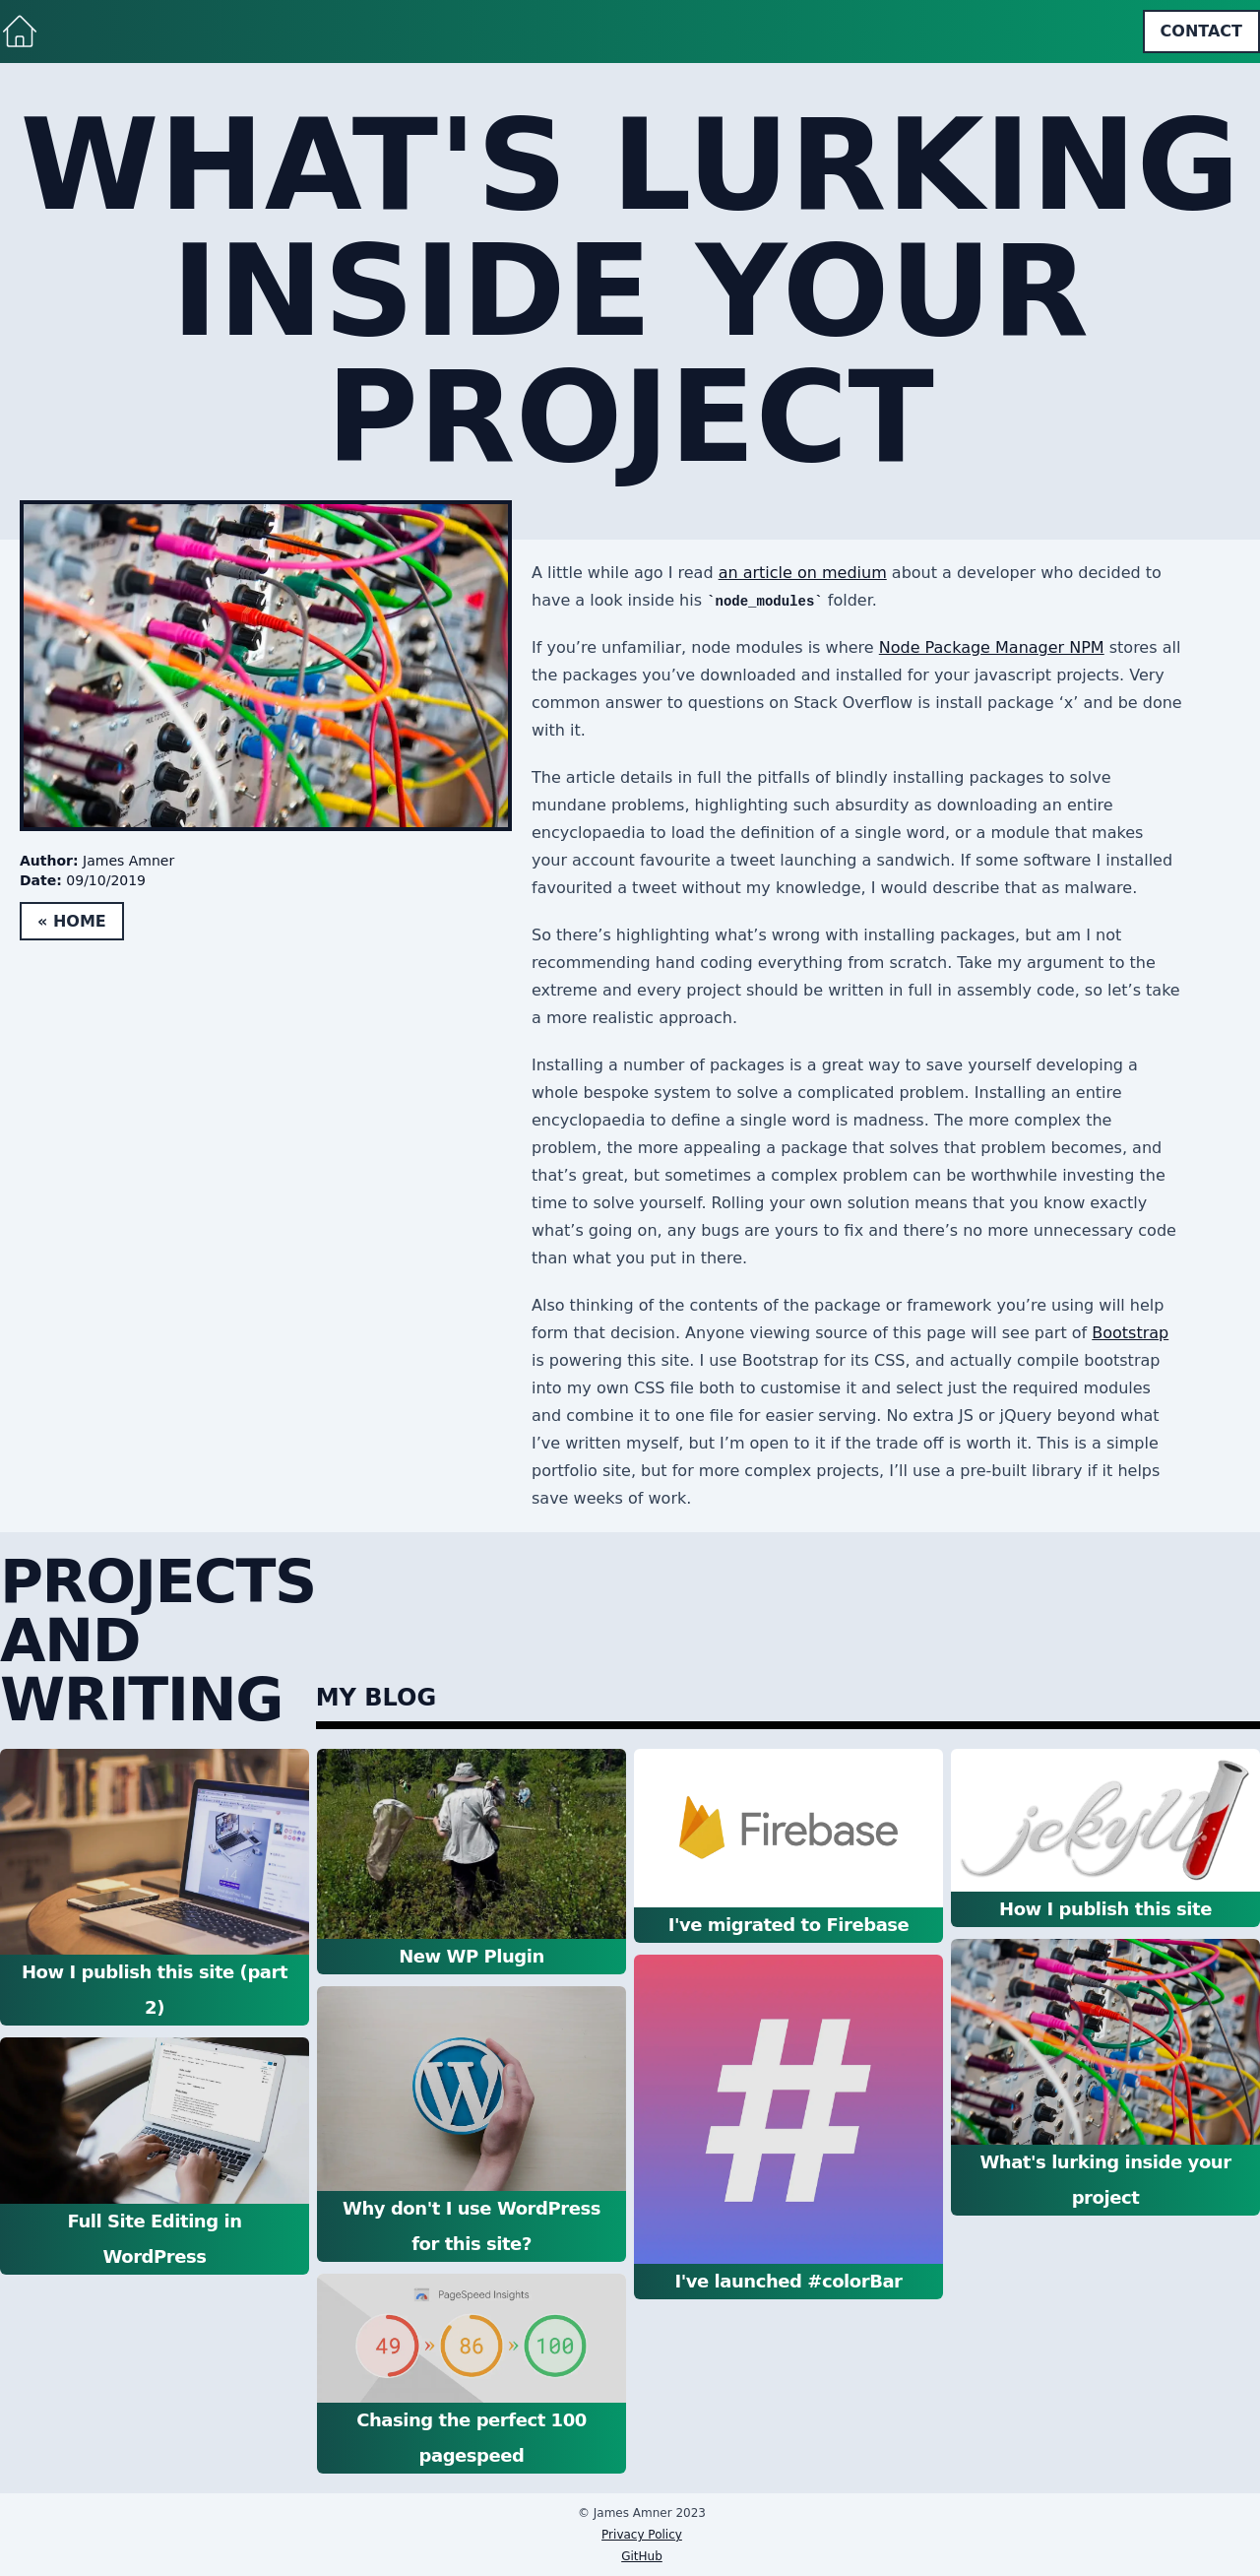 CONTACT
WHAT'S LURKING
INSIDE YOUR
PROJECT
A little while ago I read an article on medium about a developer who decided to
have a look inside his `node_modules` folder.
If you’re unfamiliar, node modules is where Node Package Manager NPM stores all
the packages you’ve downloaded and installed for your javascript projects. Very
common answer to questions on Stack Overflow is install package ‘x’ and be done
with it.
The article details in full the pitfalls of blindly installing packages to solve
mundane problems, highlighting such absurdity as downloading an entire
encyclopaedia to load the definition of a single word, or a module that makes
your account favourite a tweet launching a sandwich. If some software I installed
favourited a tweet without my knowledge, I would describe that as malware.
So there’s highlighting what’s wrong with installing packages, but am I not
recommending hand coding everything from scratch. Take my argument to the
extreme and every project should be written in full in assembly code, so let’s take
a more realistic approach.
Installing a number of packages is a great way to save yourself developing a
whole bespoke system to solve a complicated problem. Installing an entire
encyclopaedia to define a single word is madness. The more complex the
problem, the more appealing a package that solves that problem becomes, and
that’s great, but sometimes a complex problem can be worthwhile investing the
time to solve yourself. Rolling your own solution means that you know exactly
what’s going on, any bugs are yours to fix and there’s no more unnecessary code
than what you put in there.
Also thinking of the contents of the package or framework you’re using will help
form that decision. Anyone viewing source of this page will see part of Bootstrap
is powering this site. I use Bootstrap for its CSS, and actually compile bootstrap
into my own CSS file both to customise it and select just the required modules
and combine it to one file for easier serving. No extra JS or jQuery beyond what
I’ve written myself, but I’m open to it if the trade off is worth it. This is a simple
portfolio site, but for more complex projects, I’ll use a pre-built library if it helps
save weeks of work.
Author: James Amner
Date: 09/10/2019
« HOME
PROJECTS
AND
WRITING
MY BLOG
How I publish this site (part
2)
Full Site Editing in
WordPress
New WP Plugin
W
Why don't I use WordPress
for this site?
PageSpeed Insights
49 » 86 » 100
Chasing the perfect 100
pagespeed
Firebase
I've migrated to Firebase
#
I've launched #colorBar
jekyll
How I publish this site
What's lurking inside your
project
© James Amner 2023
Privacy Policy
GitHub